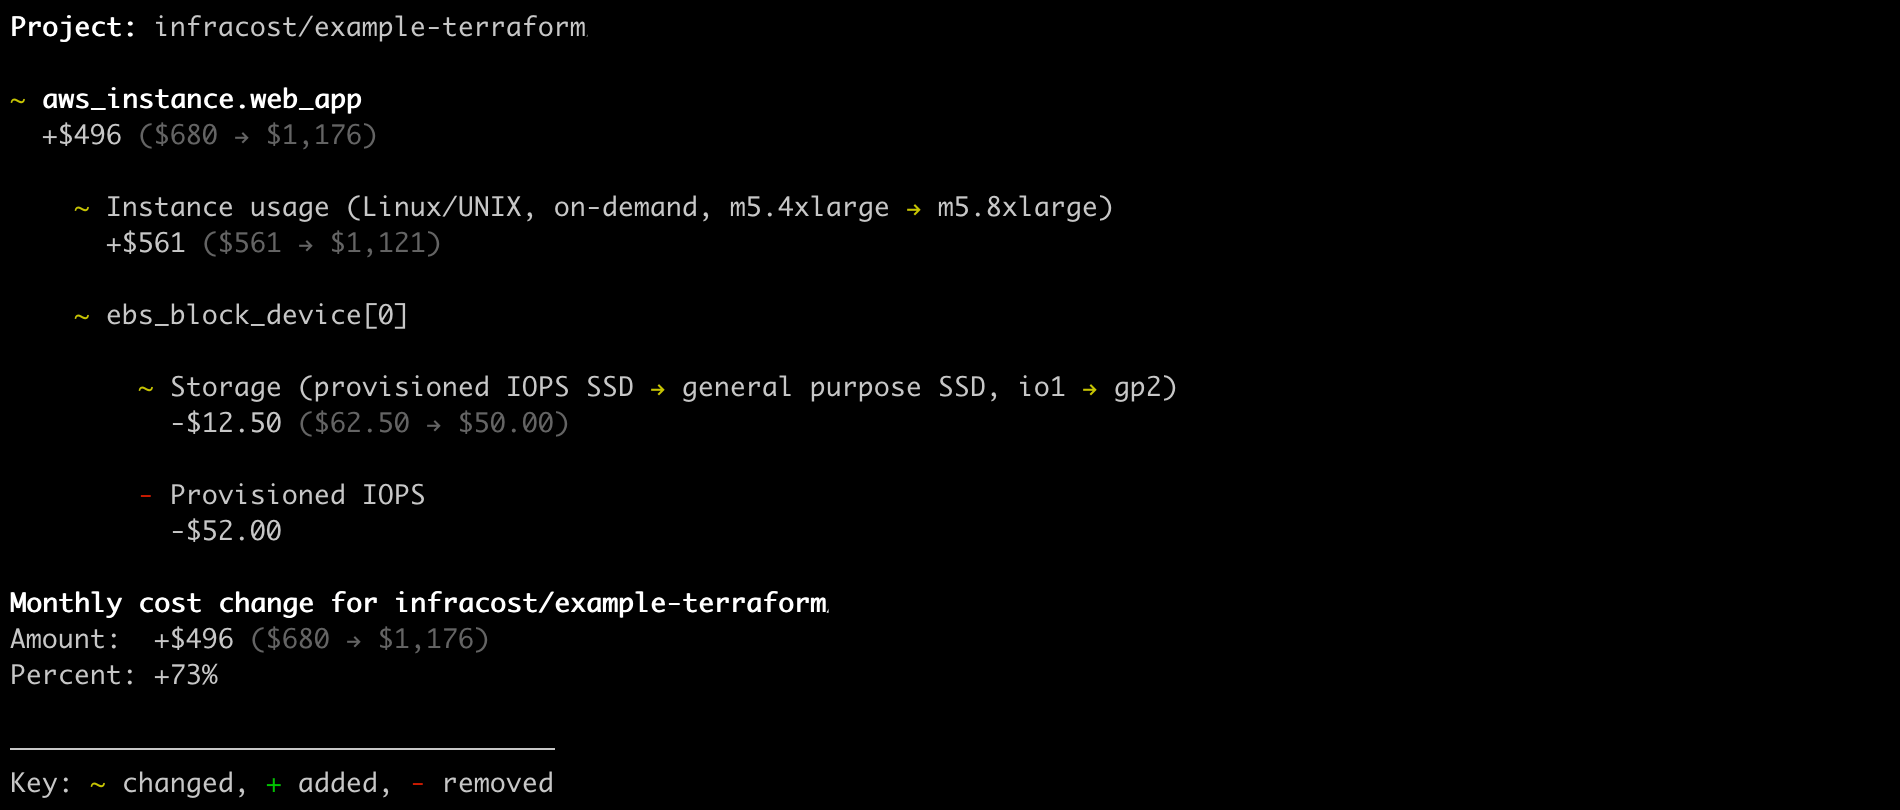 Project: infracost/example-terraform
~ aws_instance.web_app
+$496 ($680 → $1,176)
~ Instance usage (Linux/UNIX, on-demand, m5.4xlarge → m5.8xlarge)
+$561 ($561 → $1,121)
~ ebs_block_device[0]
~ Storage (provisioned IOPS SSD → general purpose SSD, io1 → gp2)
-$12.50 ($62.50 → $50.00)
- Provisioned IOPS
-$52.00
Monthly cost change for infracost/example-terraform
Amount:  +$496 ($680 → $1,176)
Percent: +73%
Key: ~ changed, + added, - removed